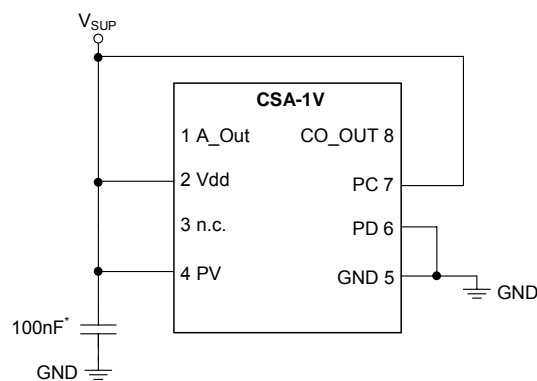 V_SUP
CSA-1V
1 A_Out
CO_OUT 8
2 Vdd
PC 7
3 n.c.
PD 6
4 PV
GND 5
GND
100nF*
GND